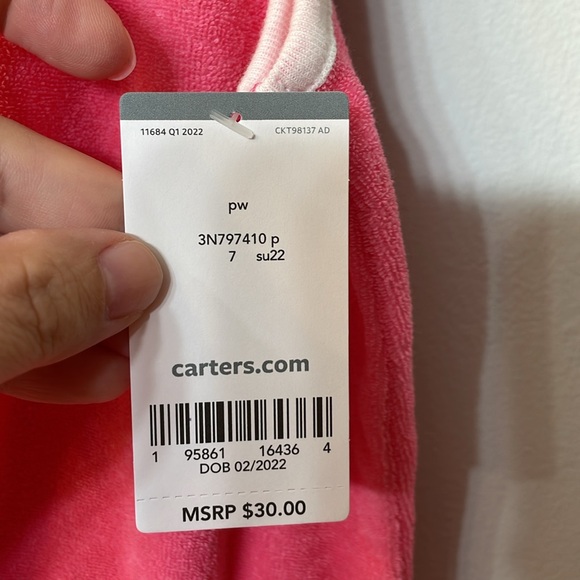 11684 Q1 2022 CKT98137 AD
pw
3N797410 p
7 su22
carters.com
1 95861 16436 4
DOB 02/2022
MSRP $30.00